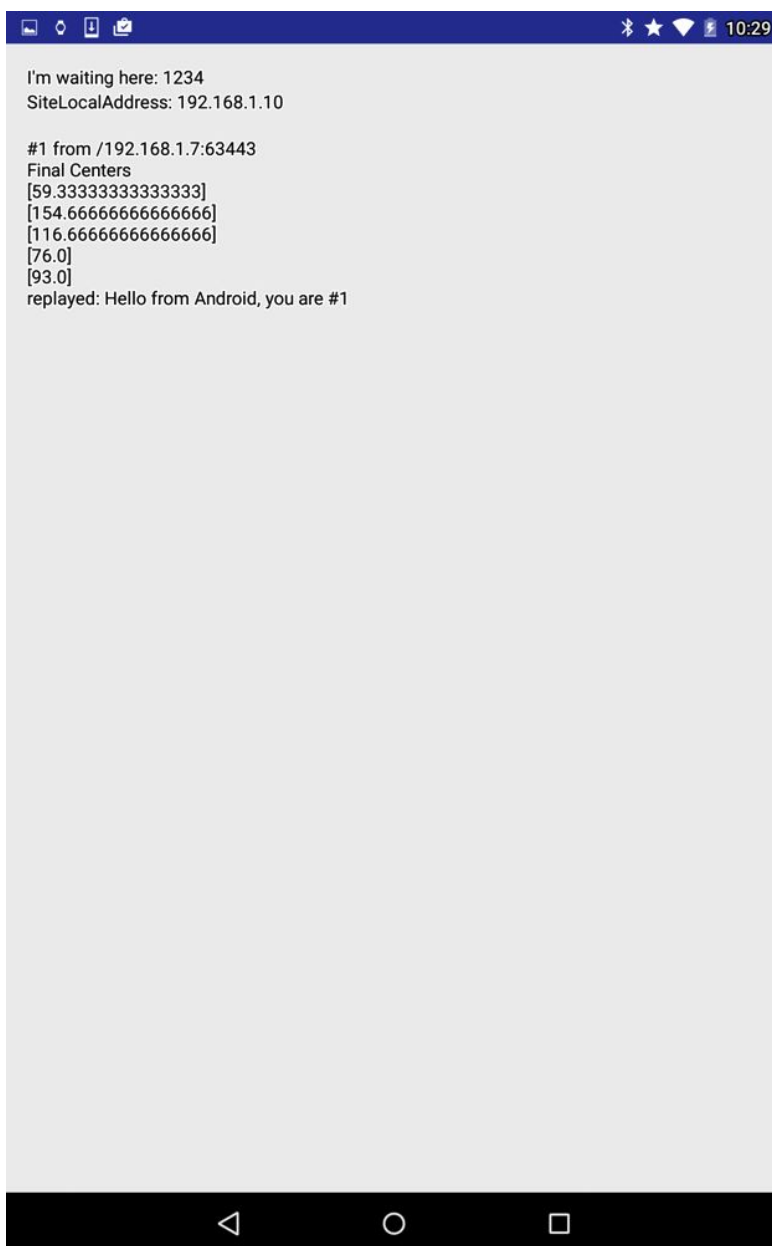 10:29
I'm waiting here: 1234
SiteLocalAddress: 192.168.1.10
#1 from /192.168.1.7:63443
Final Centers
[59.33333333333333]
[154.66666666666666]
[116.66666666666666]
[76.0]
[93.0]
replayed: Hello from Android, you are #1